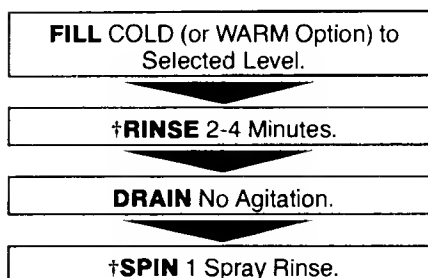 FILL COLD (or WARM Option) to
Selected Level.
†RINSE 2-4 Minutes.
DRAIN No Agitation.
†SPIN 1 Spray Rinse.